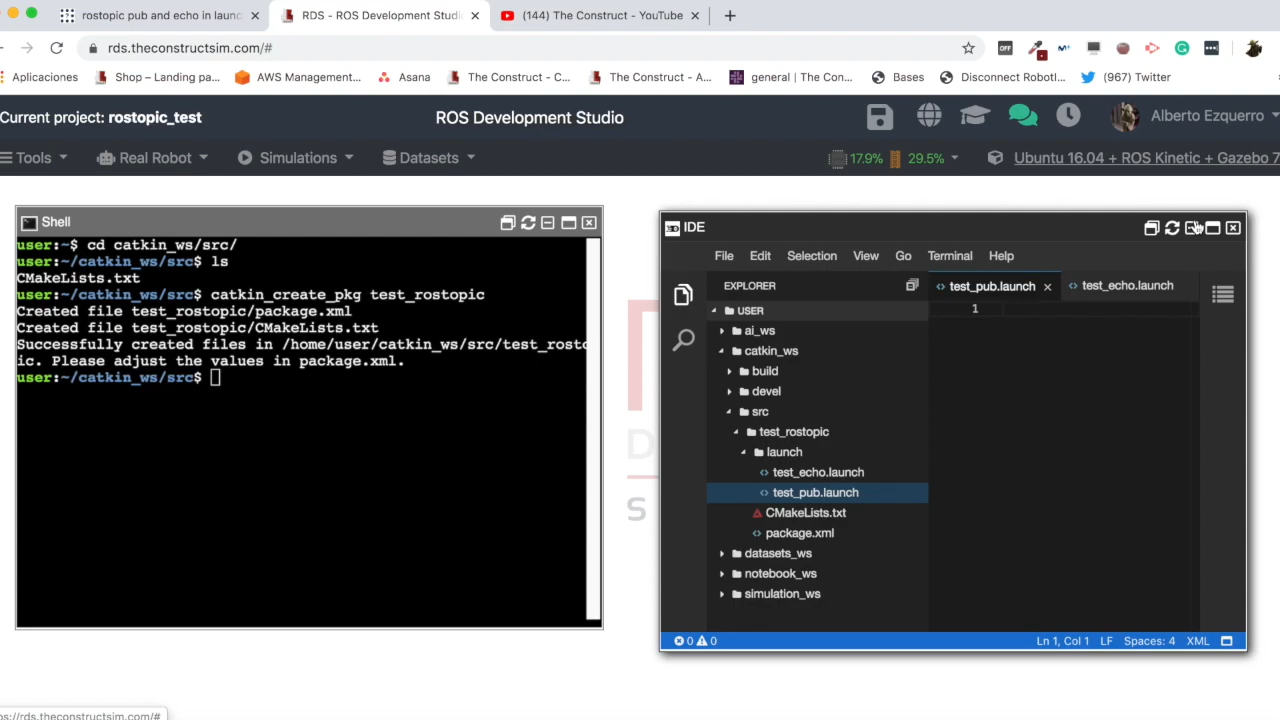 rostopic pub and echo in launc
RDS - ROS Development Studi
(144) The Construct - YouTube
rds.theconstructsim.com/#
OFF
Aplicaciones
Shop – Landing pa...
AWS Management...
Asana
The Construct - C...
The Construct - A...
general | The Con...
Bases
Disconnect RobotI...
(967) Twitter
Current project: rostopic_test
ROS Development Studio
Alberto Ezquerro
Tools
Real Robot
Simulations
Datasets
17.9%
29.5%
Ubuntu 16.04 + ROS Kinetic + Gazebo 7
Shell
user:~$ cd catkin_ws/src/
user:~/catkin_ws/src$ ls
CMakeLists.txt
user:~/catkin_ws/src$ catkin_create_pkg test_rostopic
Created file test_rostopic/package.xml
Created file test_rostopic/CMakeLists.txt
Successfully created files in /home/user/catkin_ws/src/test_rosto
ic. Please adjust the values in package.xml.
user:~/catkin_ws/src$
D
S
IDE
File Edit Selection View Go Terminal Help
EXPLORER
USER
ai_ws
catkin_ws
build
devel
src
test_rostopic
launch
test_echo.launch
test_pub.launch
CMakeLists.txt
package.xml
datasets_ws
notebook_ws
simulation_ws
test_pub.launch
test_echo.launch
1
0 0
Ln 1, Col 1 LF Spaces: 4 XML
os://rds.theconstructsim.com/#